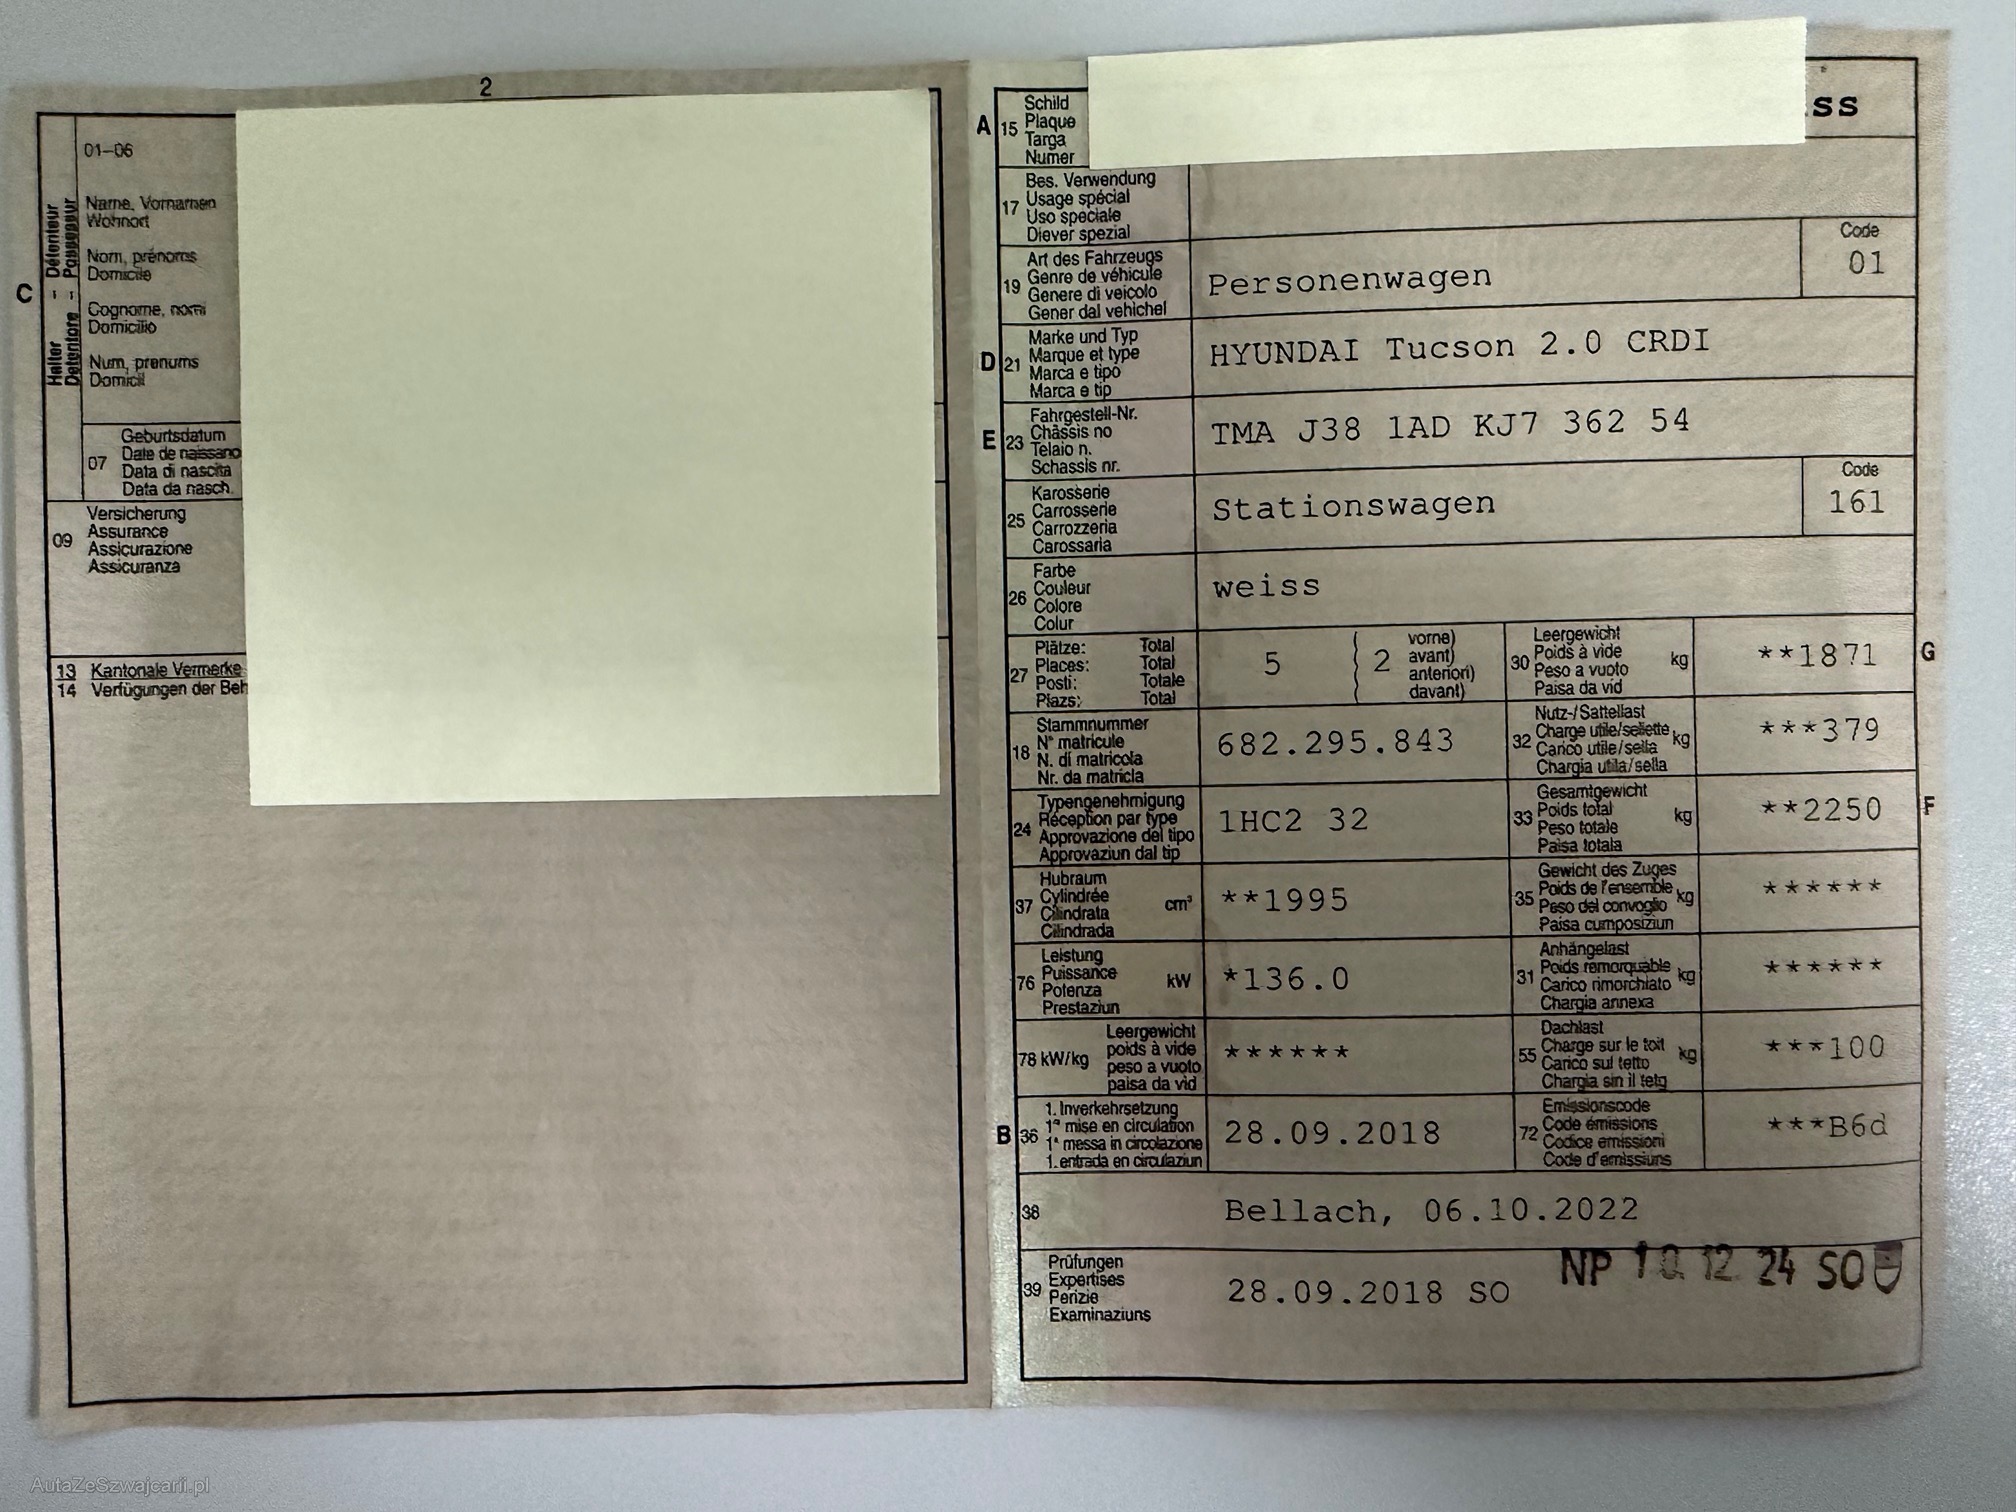 2
01–06
Name, Vornamen
Wohnort
Nom, prénoms
Domicile
Cognome, nomi
Domicilio
Num, prenums
Domicil
C
Halter - Détenteur
Detentore - Passesseur
07
Geburtsdatum
Date de naissanc
Data di nascita
Data da nasch.
09
Versicherung
Assurance
Assicurazione
Assicuranza
13 Kantonale Vermerke
14 Verfügungen der Beh
A 15
Schild
Plaque
Targa
Numer
ss
17
Bes. Verwendung
Usage spécial
Uso speciale
Diever spezial
19
Art des Fahrzeugs
Genre de véhicule
Genere di veicolo
Gener dal vehichel
Personenwagen
Code
01
D 21
Marke und Typ
Marque et type
Marca e tipo
Marca e tip
HYUNDAI Tucson 2.0 CRDI
E 23
Fahrgestell-Nr.
Châssis no
Telaio n.
Schassis nr.
TMA J38 1AD KJ7 362 54
25
Karosserie
Carrosserie
Carrozzeria
Carossaria
Stationswagen
Code
161
26
Farbe
Couleur
Colore
Colur
weiss
27
Plätze: Total
Places: Total
Posti: Totale
Plazs: Total
5 { 2
vorne)
avant)
anteriori)
davant)
30
Leergewicht
Poids à vide
Peso a vuoto
Paisa da vid
kg
**1871
G
18
Stammnummer
N° matricule
N. di matricola
Nr. da matricla
682.295.843
32
Nutz-/Sattellast
Charge utile/sellette
Carico utile/sella
Chargia utila/sella
kg
***379
24
Typengenehmigung
Réception par type
Approvazione del tipo
Approvaziun dal tip
1HC2 32
33
Gesamtgewicht
Poids total
Peso totale
Paisa totala
kg
**2250
F
37
Hubraum
Cylindrée
Cilindrata
Cilindrada
cm³
**1995
35
Gewicht des Zuges
Poids de l'ensemble
Peso del convoglio
Paisa cumposiziun
kg
******
76
Leistung
Puissance
Potenza
Prestaziun
kW
*136.0
31
Anhängelast
Poids remorquable
Carico rimorchiato
Chargia annexa
kg
******
78 kW/kg
Leergewicht
poids à vide
peso a vuoto
paisa da vid
******
55
Dachlast
Charge sur le toit
Carico sul tetto
Chargia sin il tetg
kg
***100
B 36
1. Inverkehrsetzung
1ª mise en circulation
1ª messa in circolazione
1. entrada en circulaziun
28.09.2018
72
Emissionscode
Code émissions
Codice emissioni
Code d'emissiuns
***B6d
38
Bellach, 06.10.2022
39
Prüfungen
Expertises
Perizie
Examinaziuns
28.09.2018 SO
NP 10. 12. 24 SO
AutaZeSzwajcarii.pl